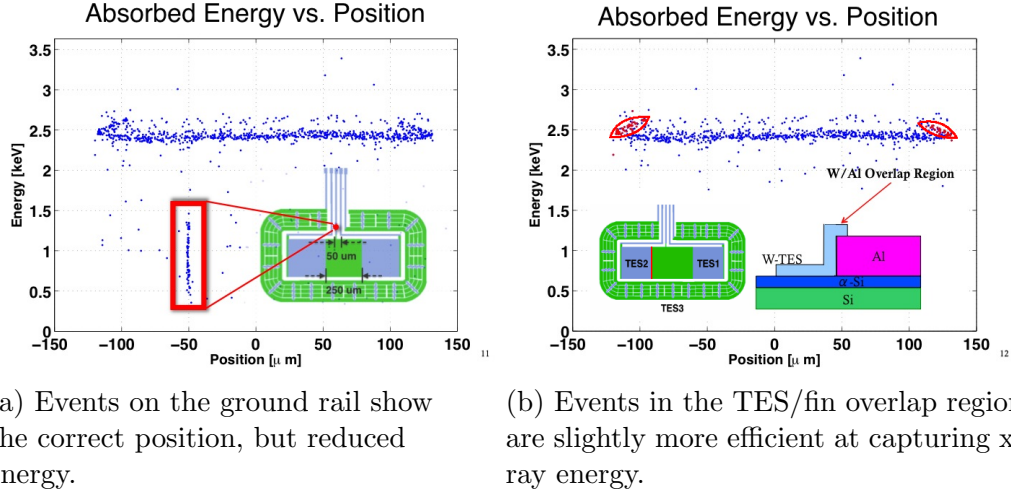 Absorbed Energy vs. Position
3.5
3
2.5
2
1.5
1
0.5
0
Energy [keV]
50 um
250 um
−150
−100
−50
0
50
100
150
Position [μ m]
11
a) Events on the ground rail show
he correct position, but reduced
nergy.
Absorbed Energy vs. Position
3.5
3
2.5
2
1.5
1
0.5
0
Energy [keV]
W/Al Overlap Region
TES2
TES1
TES3
W-TES
Al
α-Si
Si
−150
−100
−50
0
50
100
150
Position [μ m]
12
(b) Events in the TES/fin overlap region
are slightly more efficient at capturing x-
ray energy.